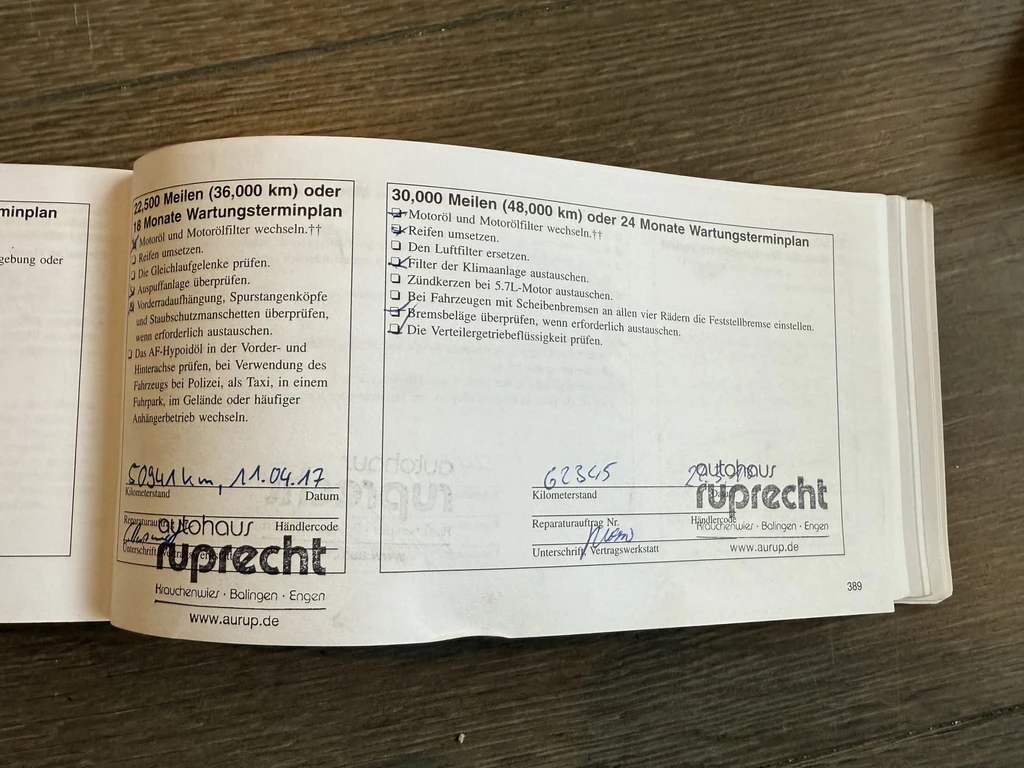 minplan
gebung oder
22,500 Meilen (36,000 km) oder
18 Monate Wartungsterminplan
Motoröl und Motorölfilter wechseln.††
❏ Reifen umsetzen.
❏ Die Gleichlaufgelenke prüfen.
Auspuffanlage überprüfen.
Vorderradaufhängung, Spurstangenköpfe
und Staubschutzmanschetten überprüfen,
wenn erforderlich austauschen.
❏ Das AF-Hypoidöl in der Vorder- und
Hinterachse prüfen, bei Verwendung des
Fahrzeugs bei Polizei, als Taxi, in einem
Fuhrpark, im Gelände oder häufiger
Anhängerbetrieb wechseln.
50941 km, 11.04.17
Kilometerstand Datum
Reparaturauftrag Händlercode
autohaus
ruprecht
Unterschrift, Vertragswerkstatt
Krauchenwies · Balingen · Engen
www.aurup.de
30,000 Meilen (48,000 km) oder 24 Monate Wartungsterminplan
❏ Motoröl und Motorölfilter wechseln.††
❏ Reifen umsetzen.
❏ Den Luftfilter ersetzen.
❏ Filter der Klimaanlage austauschen.
❏ Zündkerzen bei 5.7L-Motor austauschen.
❏ Bei Fahrzeugen mit Scheibenbremsen an allen vier Rädern die Feststellbremse einstellen.
❏ Bremsbeläge überprüfen, wenn erforderlich austauschen.
❏ Die Verteilergetriebeflüssigkeit prüfen.
62345
Kilometerstand
autohaus
ruprecht
Reparaturauftrag Nr. Händlercode
Krauchenwies · Balingen · Engen
Unterschrift, Vertragswerkstatt
www.aurup.de
389